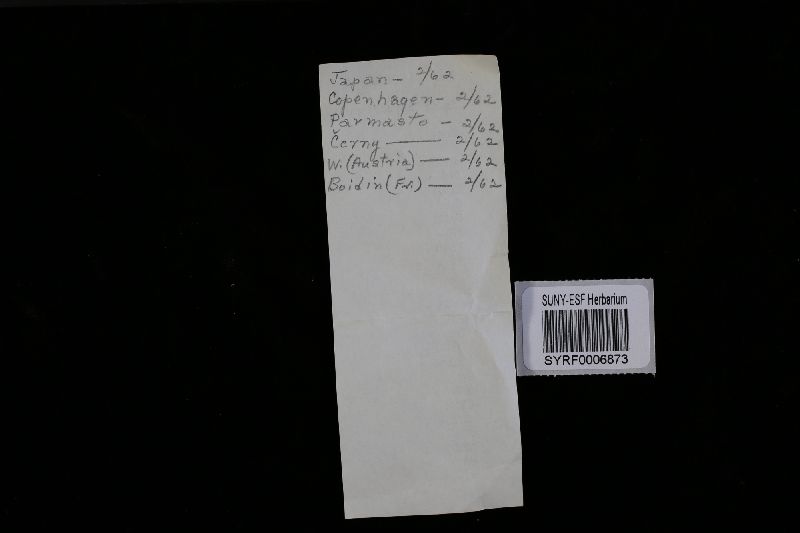 Japan - 2/62
Copenhagen - 2/62
Parmasto - 2/62
Černy — 2/62
W. (Austria) — 2/62
Boidin (Fr.) — 2/62
SUNY-ESF Herbarium
SYRF0006873